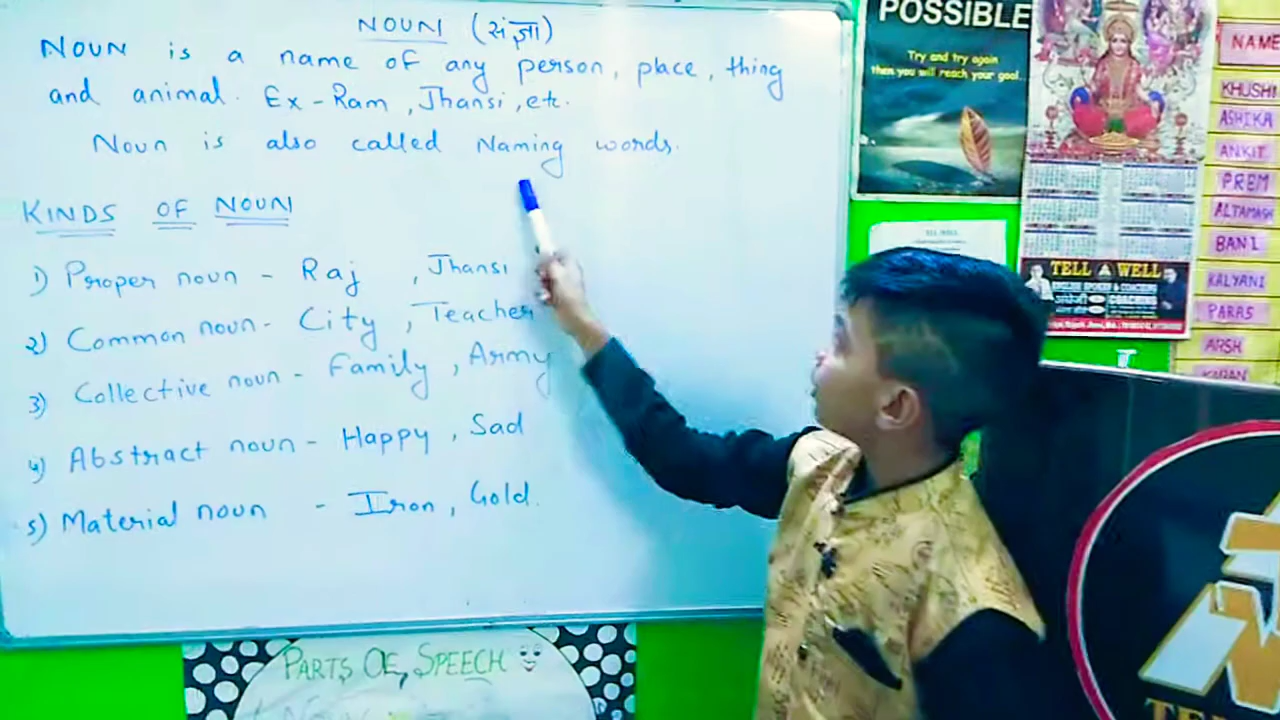 NOUN (संज्ञा)
NOUN is a name of any person, place, thing
and animal. Ex - Ram, Jhansi, etc.
Noun is also called Naming words.
KINDS OF NOUN
1) Proper noun - Raj, Jhansi
2) Common noun - City, Teacher
3) Collective noun - Family, Army
4) Abstract noun - Happy, Sad
5) Material noun - Iron, Gold.
PARTS OF SPEECH
POSSIBLE
Try and try again
then you will reach your goal.
TELL WELL
NAME
KHUSHI
ASHIKA
ANKIT
PREM
ALTAMASH
BANI
KALYANI
PARAS
ARSH
KARAN